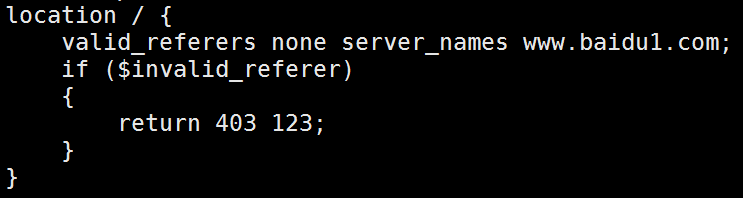 location / {
    valid_referers none server_names www.baidu1.com;
    if ($invalid_referer)
    {
        return 403 123;
    }
}